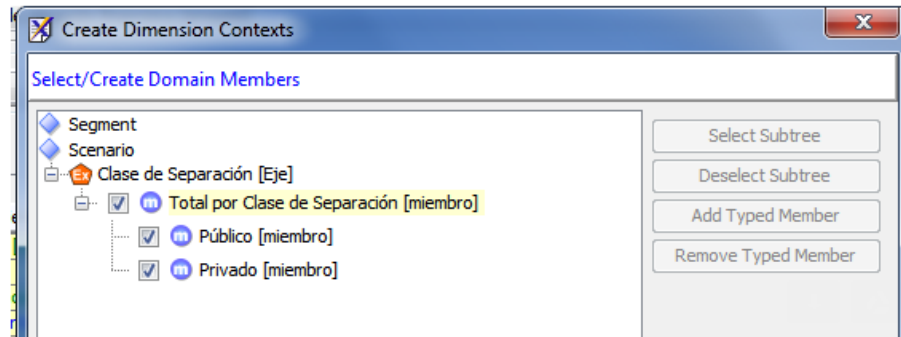 Create Dimension Contexts
Select/Create Domain Members
Segment
Scenario
Ex Clase de Separación [Eje]
m Total por Clase de Separación [miembro]
m Público [miembro]
m Privado [miembro]
Select Subtree
Deselect Subtree
Add Typed Member
Remove Typed Member